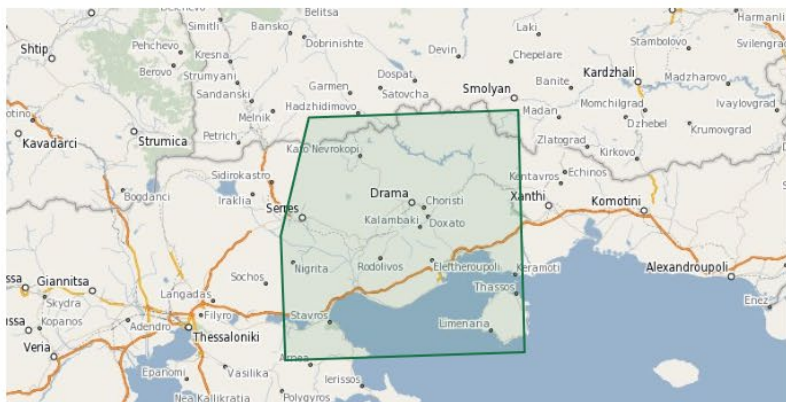 Belitsa
Laki
Harmanli
Simitli
Bansko
Stambolovo
Shtip
Pehchevo
Dobrinishte
Svilengrad
Kresna
Devin
Chepelare
Berovo
Dospat
Kardzhali
Strumyani
Garmen
Satovcha
Smolyan
Banite
Madzharovo
Sandanski
Hadzhidimovo
Momchilgrad
Ivaylovgrad
Melnik
Madan
Dzhebel
Krumovgrad
Kavadarci
Strumica
Petrich
Zlatograd
Kato Nevrokopi
Kirkovo
Sidirokastro
Echinos
Kentavros
Bogdanci
Iraklia
Drama
Choristi
Xanthi
Komotini
Serres
Kalambaki
Doxato
Nigrita
Rodolivos
Eleftheroupoli
Keramoti
Alexandroupoli
Giannitsa
Sochos
Thassos
Skydra
Langadas
Enez
Kopanos
Adendro
Filyro
Stavros
Limenaria
Thessaloniki
Veria
Arnea
Epanomi
Vasilika
Ierissos
Nea Kallikratia
Polygyros